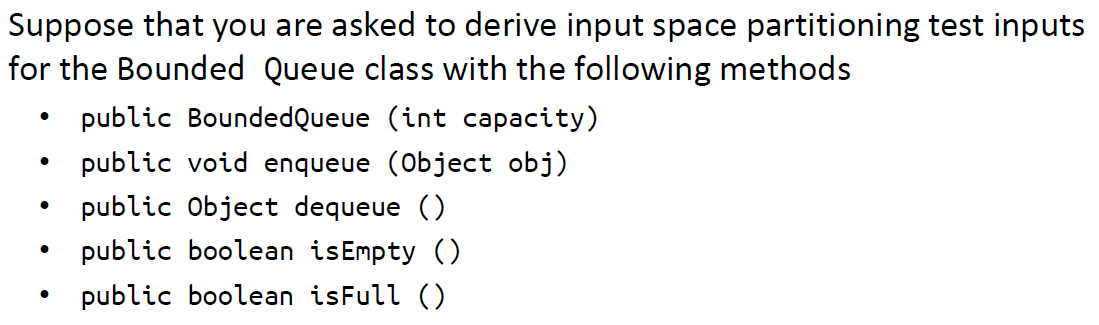 Suppose that you are asked to derive input space partitioning test inputs
for the Bounded Queue class with the following methods
• public BoundedQueue (int capacity)
• public void enqueue (Object obj)
• public Object dequeue ()
• public boolean isEmpty ()
• public boolean isFull ()